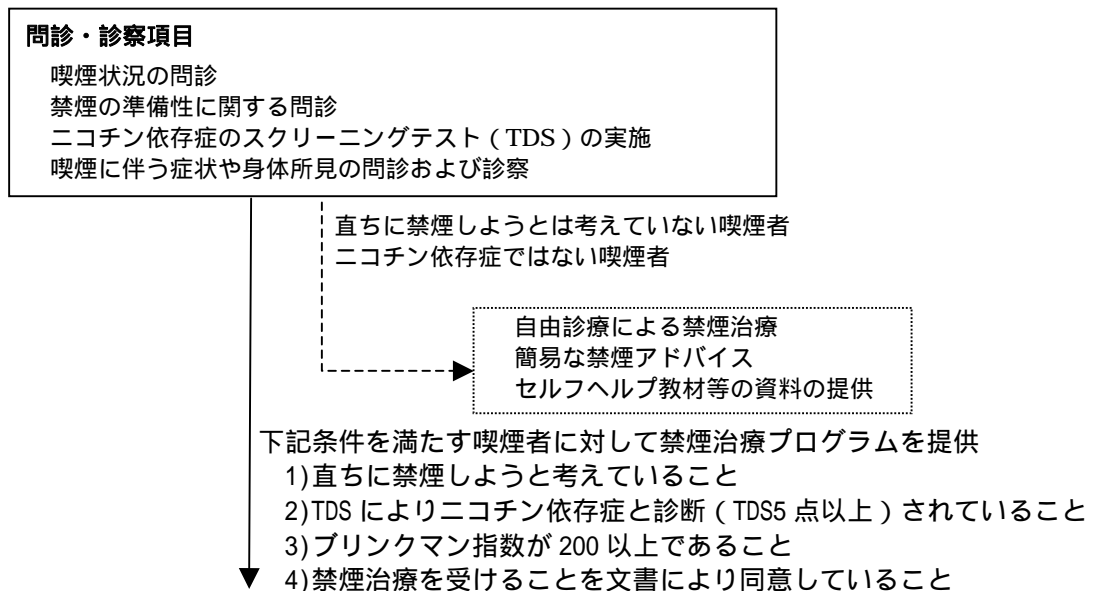 問診・診察項目
喫煙状況の問診
禁煙の準備性に関する問診
ニコチン依存症のスクリーニングテスト（TDS）の実施
喫煙に伴う症状や身体所見の問診および診察
直ちに禁煙しようとは考えていない喫煙者
ニコチン依存症ではない喫煙者
自由診療による禁煙治療
簡易な禁煙アドバイス
セルフヘルプ教材等の資料の提供
下記条件を満たす喫煙者に対して禁煙治療プログラムを提供
1)直ちに禁煙しようと考えていること
2)TDS によりニコチン依存症と診断（TDS5 点以上）されていること
3)ブリンクマン指数が 200 以上であること
4)禁煙治療を受けることを文書により同意していること